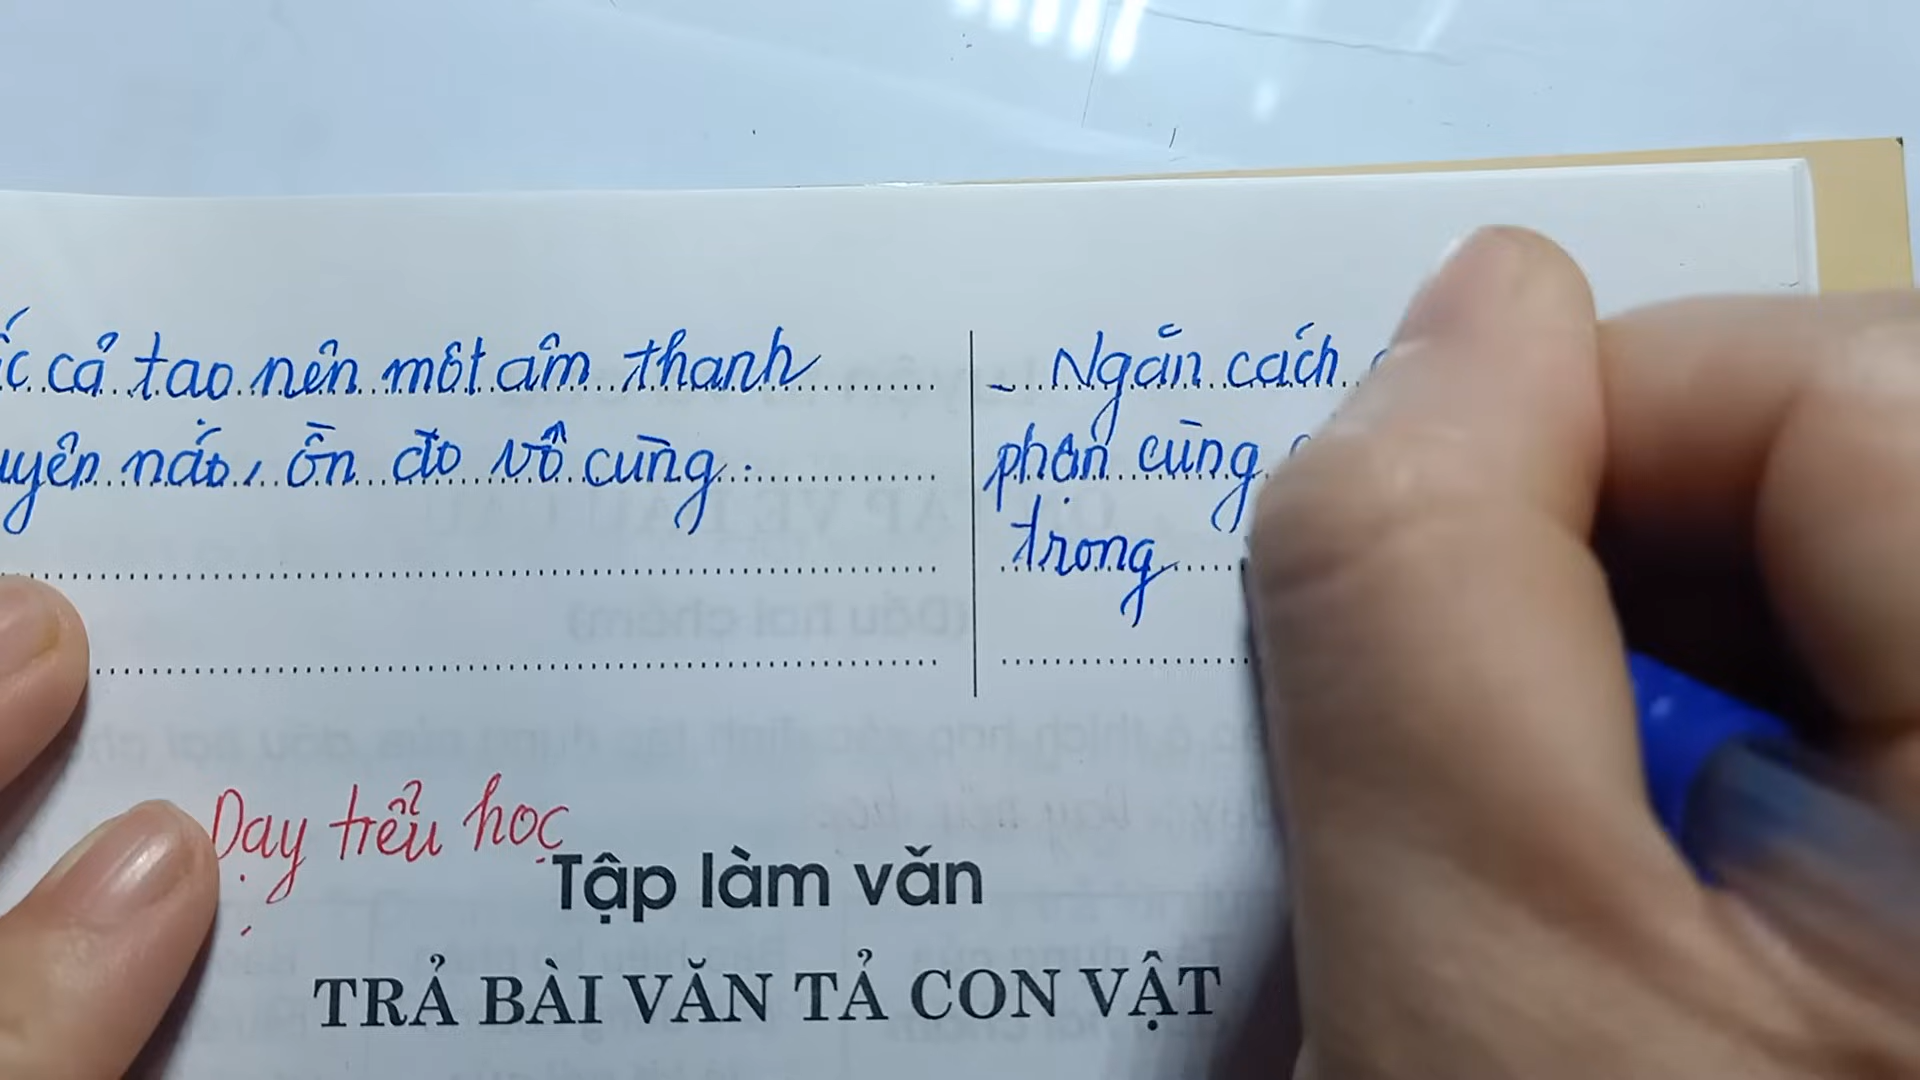 cả tạo nên một âm thanh
náo, ồn ào vô cùng.
- Ngăn cách
phận cùng
trong
Dạy tiểu học
Tập làm văn
TRẢ BÀI VĂN TẢ CON VẬT